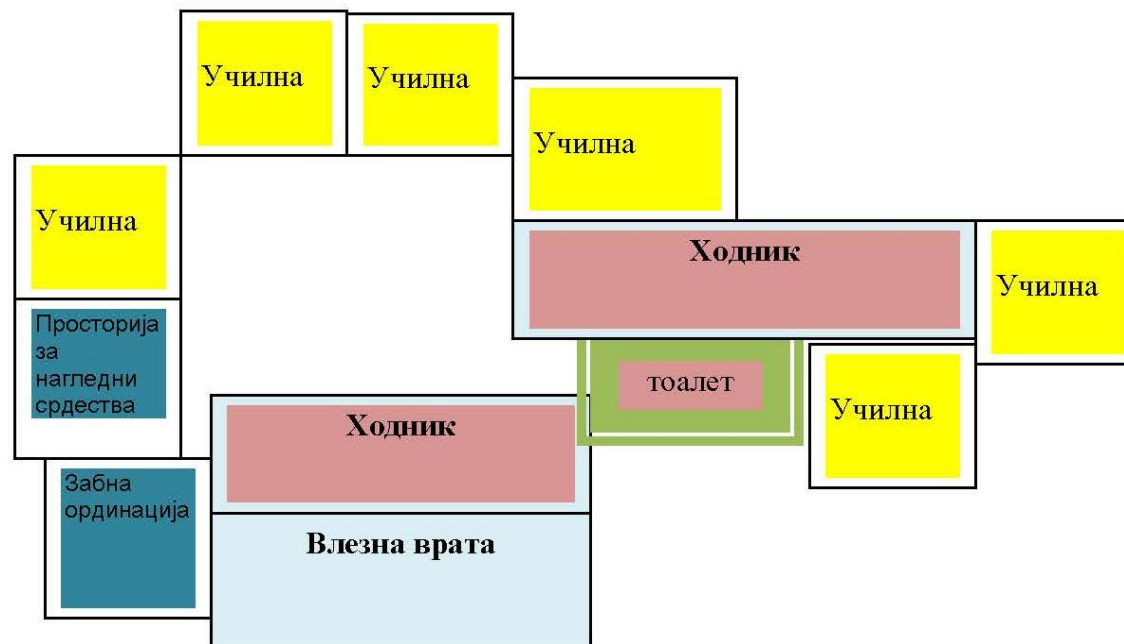 Училна
Училна
Училна
Училна
Ходник
Училна
Просторија
за
нагледни
срдества
тоалет
Училна
Ходник
Забна
ординација
Влезна врата